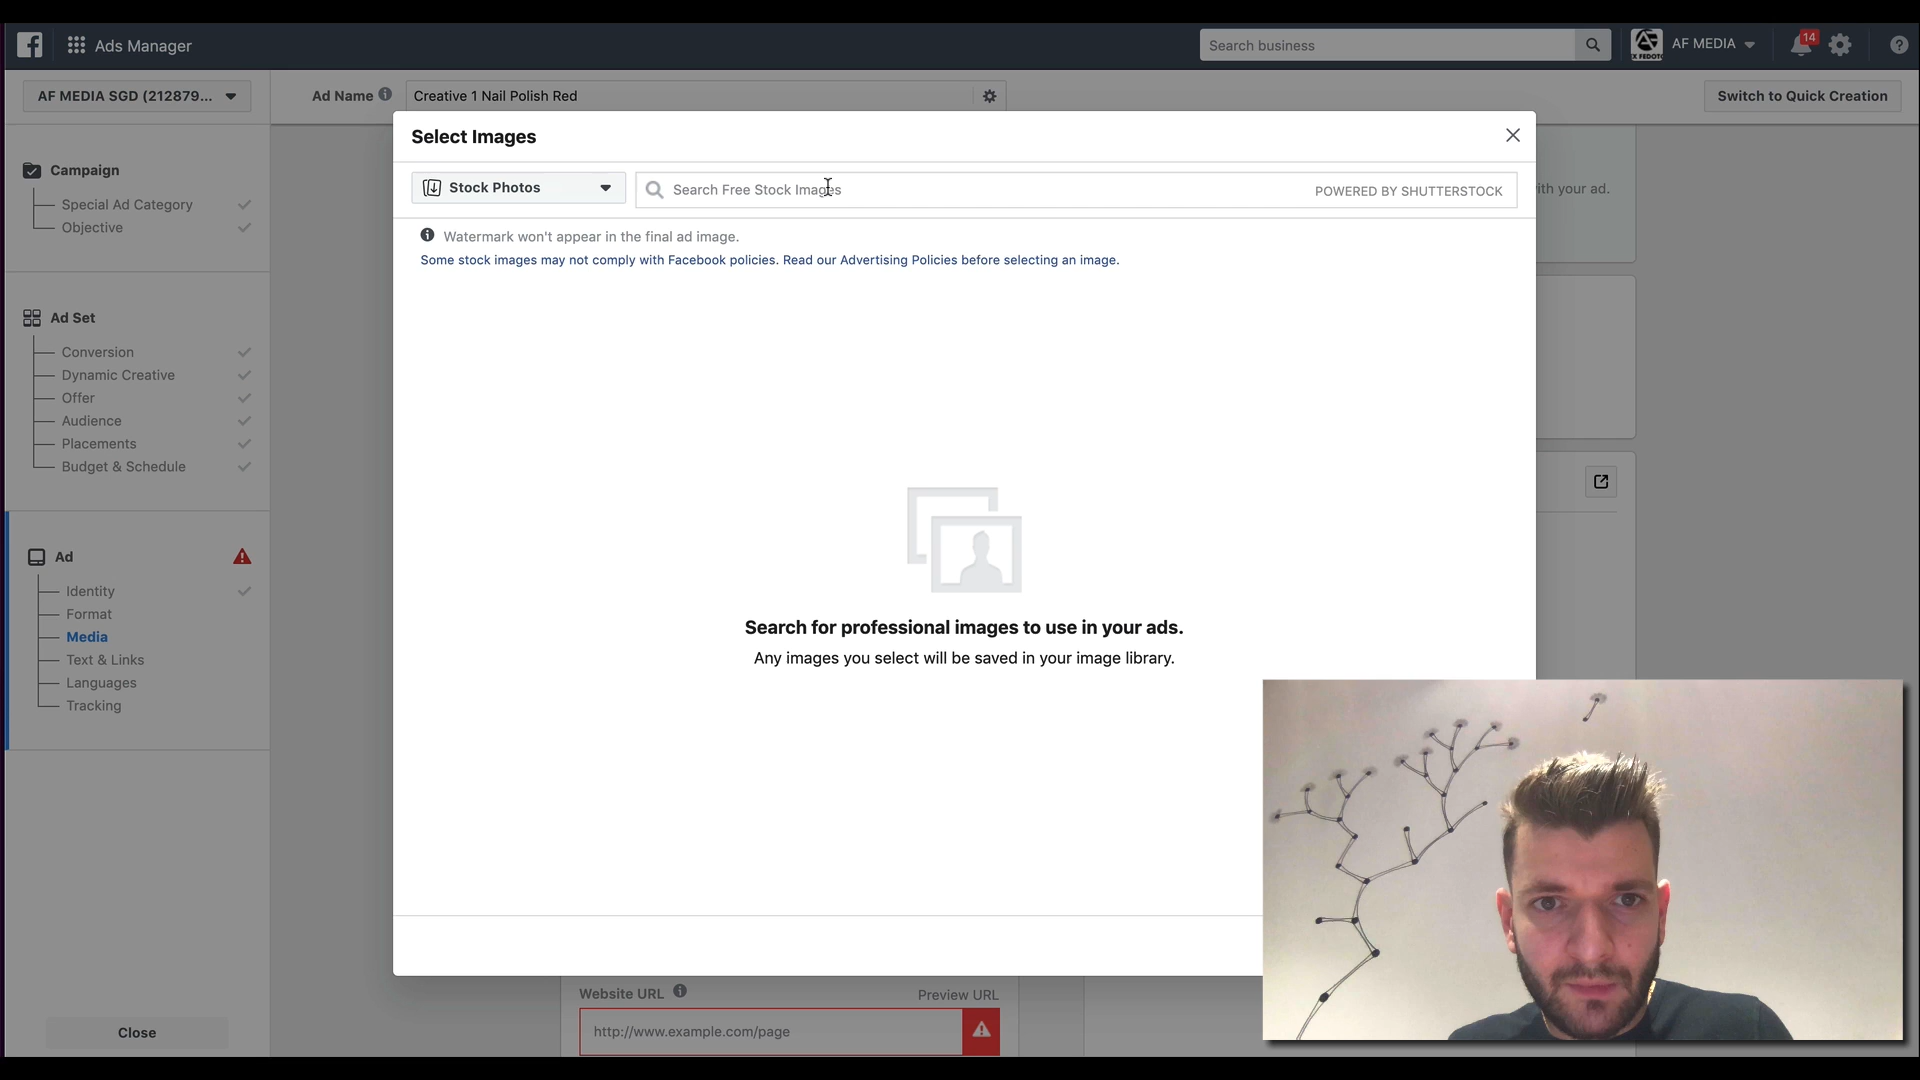 Ads Manager
Search business
AF MEDIA
14
AF MEDIA SGD (212879...
Ad Name
Creative 1 Nail Polish Red
Switch to Quick Creation
Select Images
Stock Photos
Search Free Stock Images
POWERED BY SHUTTERSTOCK
ith your ad.
Watermark won't appear in the final ad image.
Some stock images may not comply with Facebook policies. Read our Advertising Policies before selecting an image.
Campaign
Special Ad Category
Objective
Ad Set
Conversion
Dynamic Creative
Offer
Audience
Placements
Budget & Schedule
Ad
Identity
Format
Media
Text & Links
Languages
Tracking
Search for professional images to use in your ads.
Any images you select will be saved in your image library.
Website URL
Preview URL
http://www.example.com/page
Close